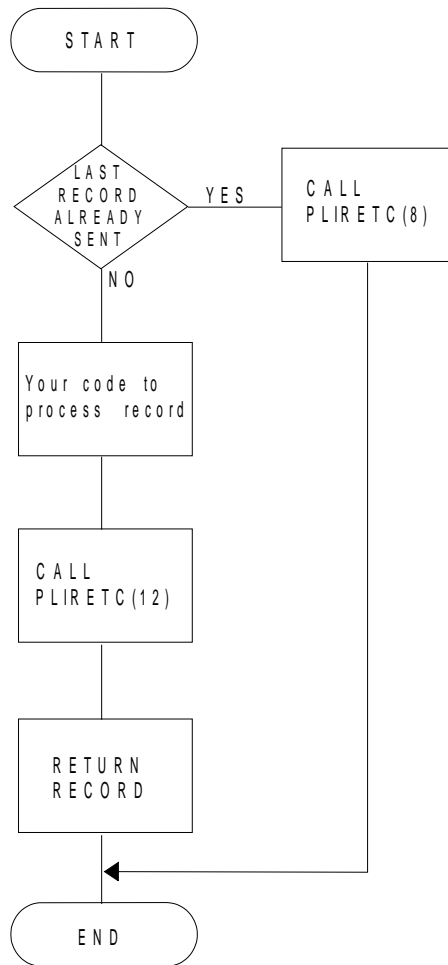 START
LAST
RECORD
ALREADY
SENT
YES
CALL
PLIRETC(8)
NO
Your code to
process record
CALL
PLIRETC(12)
RETURN
RECORD
END